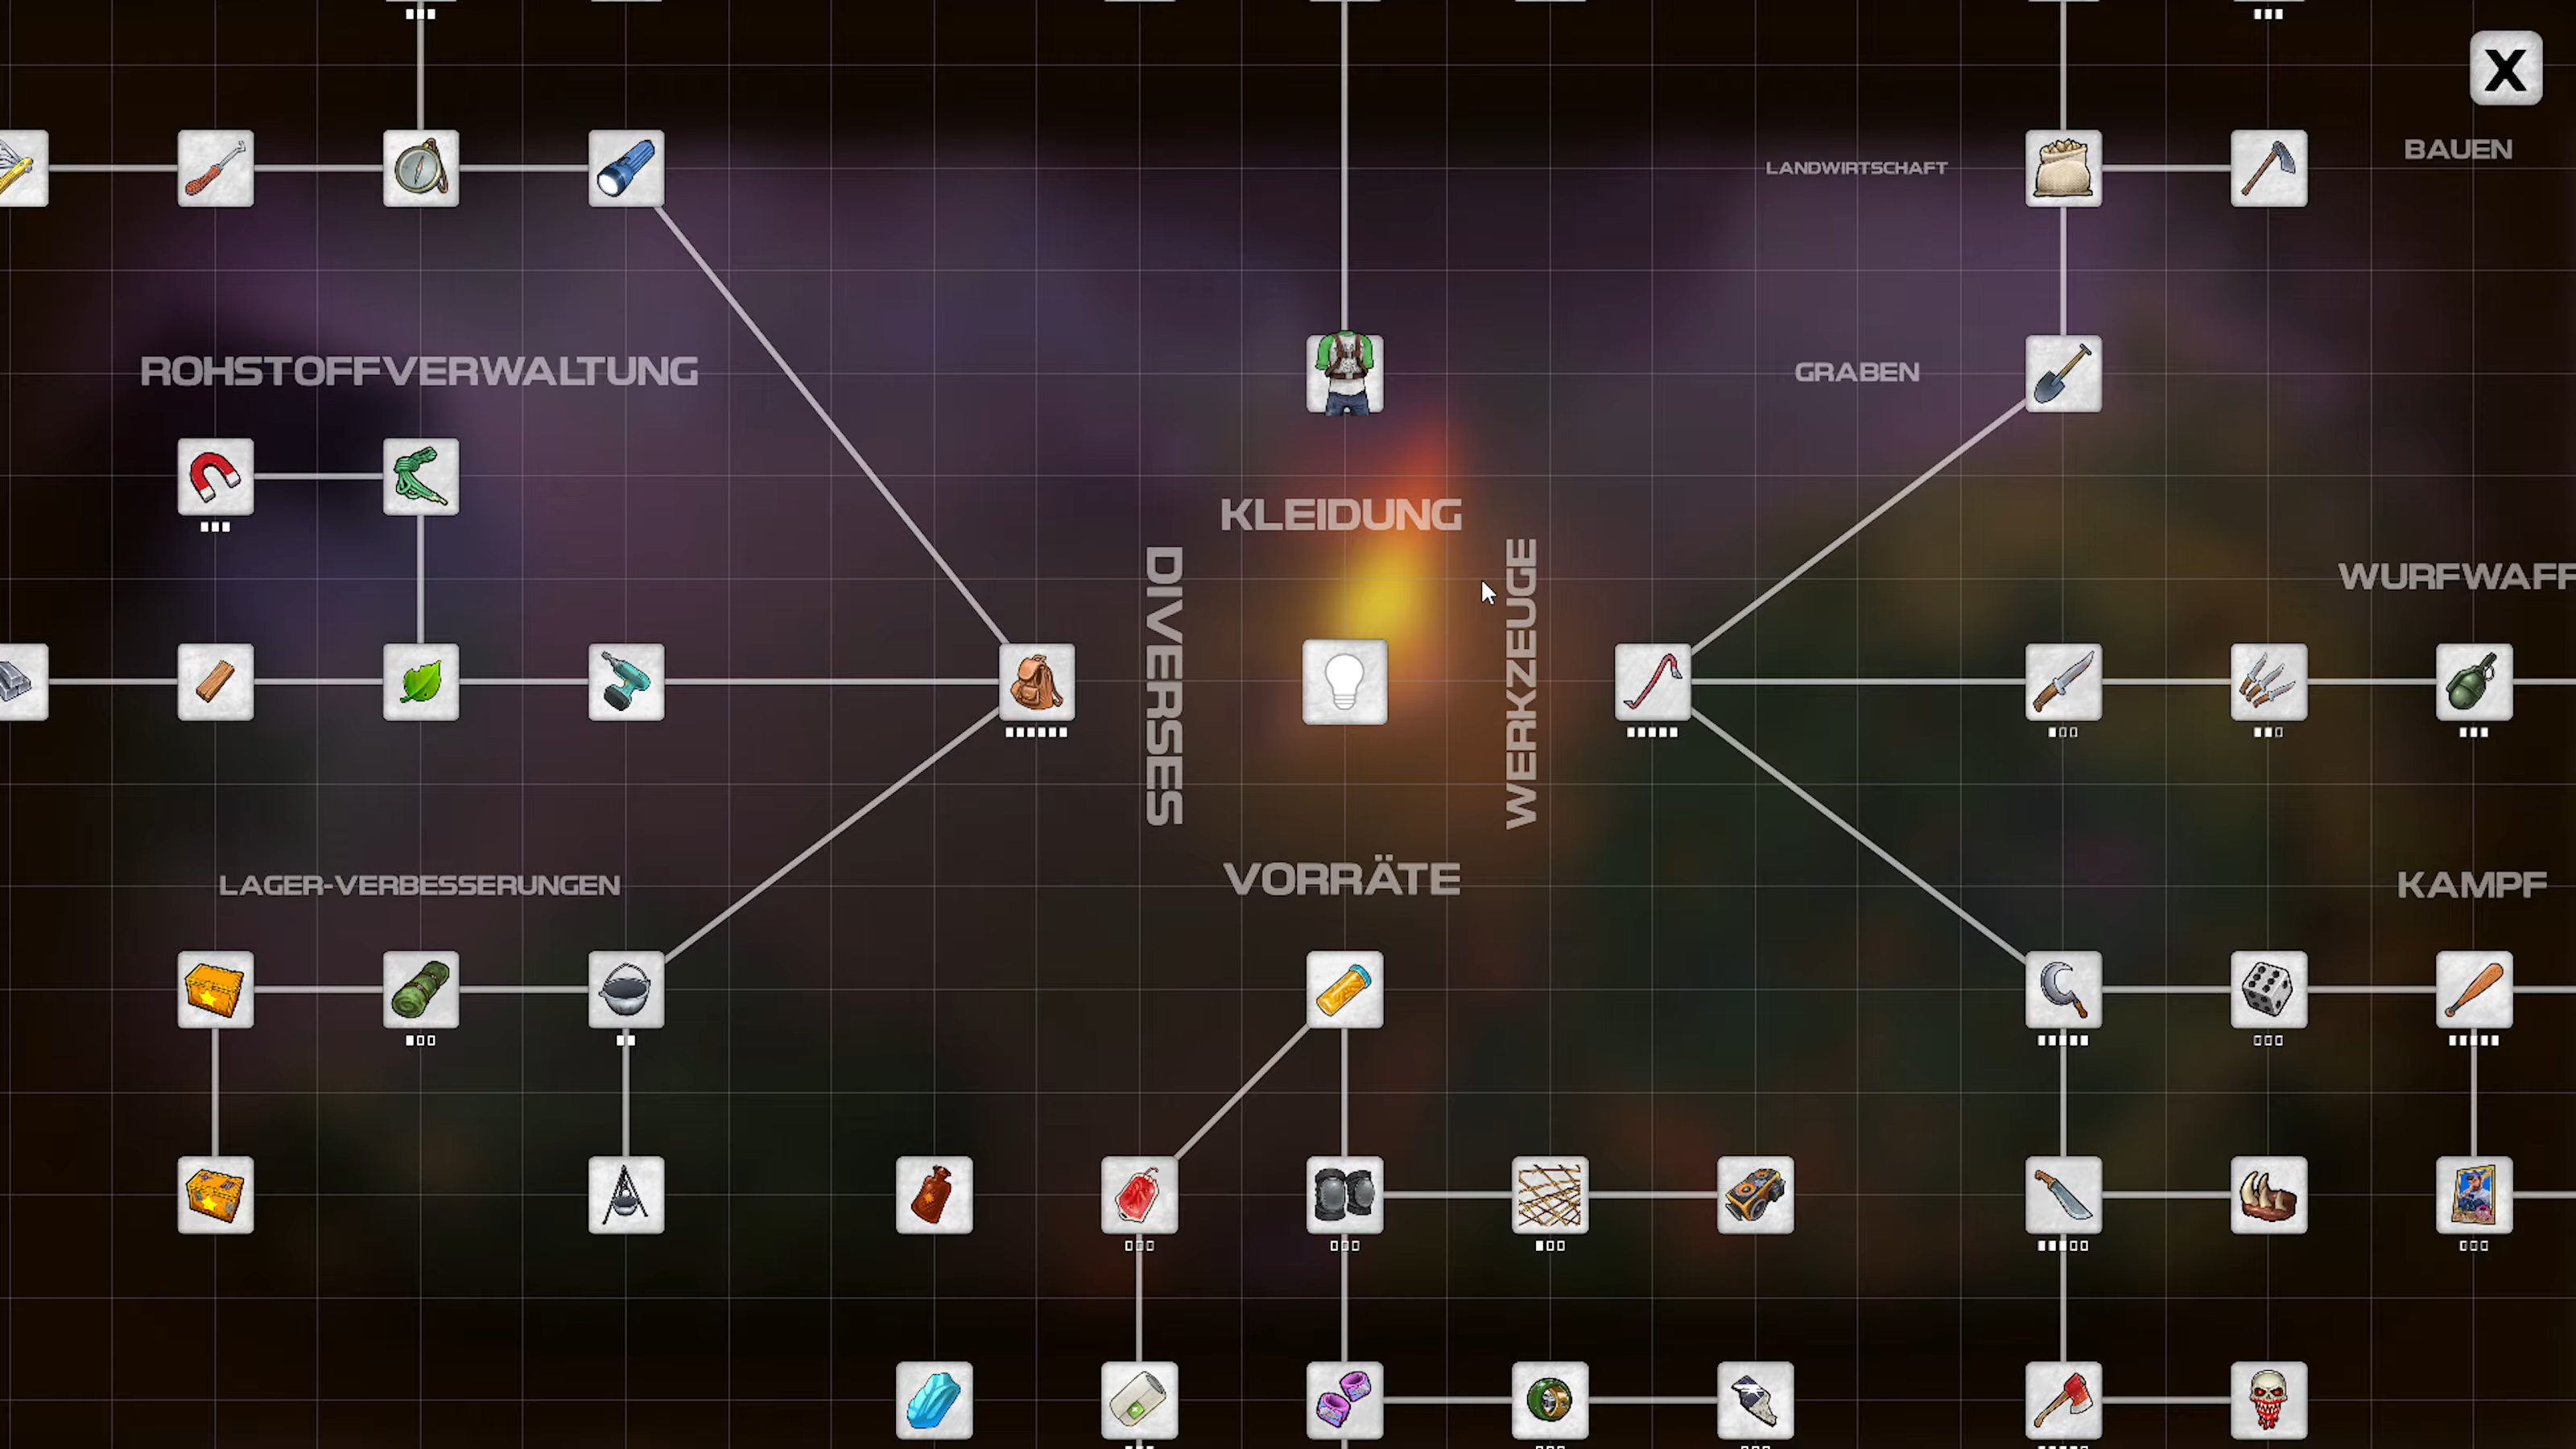 X
BAUEN
LANDWIRTSCHAFT
ROHSTOFFVERWALTUNG
GRABEN
KLEIDUNG
DIVERSES
WERKZEUGE
WURFWAFF
VORRÄTE
LAGER-VERBESSERUNGEN
KAMPF